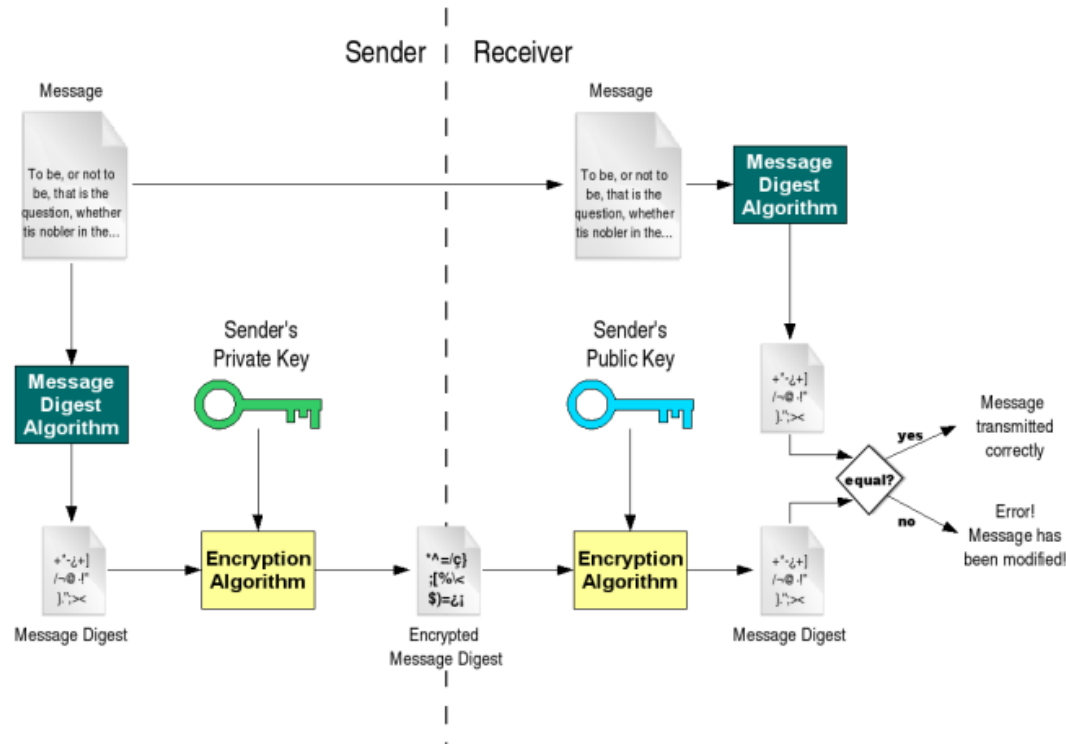 Sender
Receiver
Message
Message
To be, or not to
be, that is the
question, whether
tis nobler in the...
To be, or not to
be, that is the
question, whether
tis nobler in the...
Message
Digest
Algorithm
Sender's
Private Key
Sender's
Public Key
Message
Digest
Algorithm
+*-¿+]
/¬@·!"
}.";><
Message
transmitted
correctly
yes
equal?
no
Error!
Message has
been modified!
+*-¿+]
/¬@·!"
}.";><
Encryption
Algorithm
*^=/ç}
;[%\<
$)=¿¡
Encryption
Algorithm
+*-¿+]
/¬@·!"
}.";><
Message Digest
Encrypted
Message Digest
Message Digest